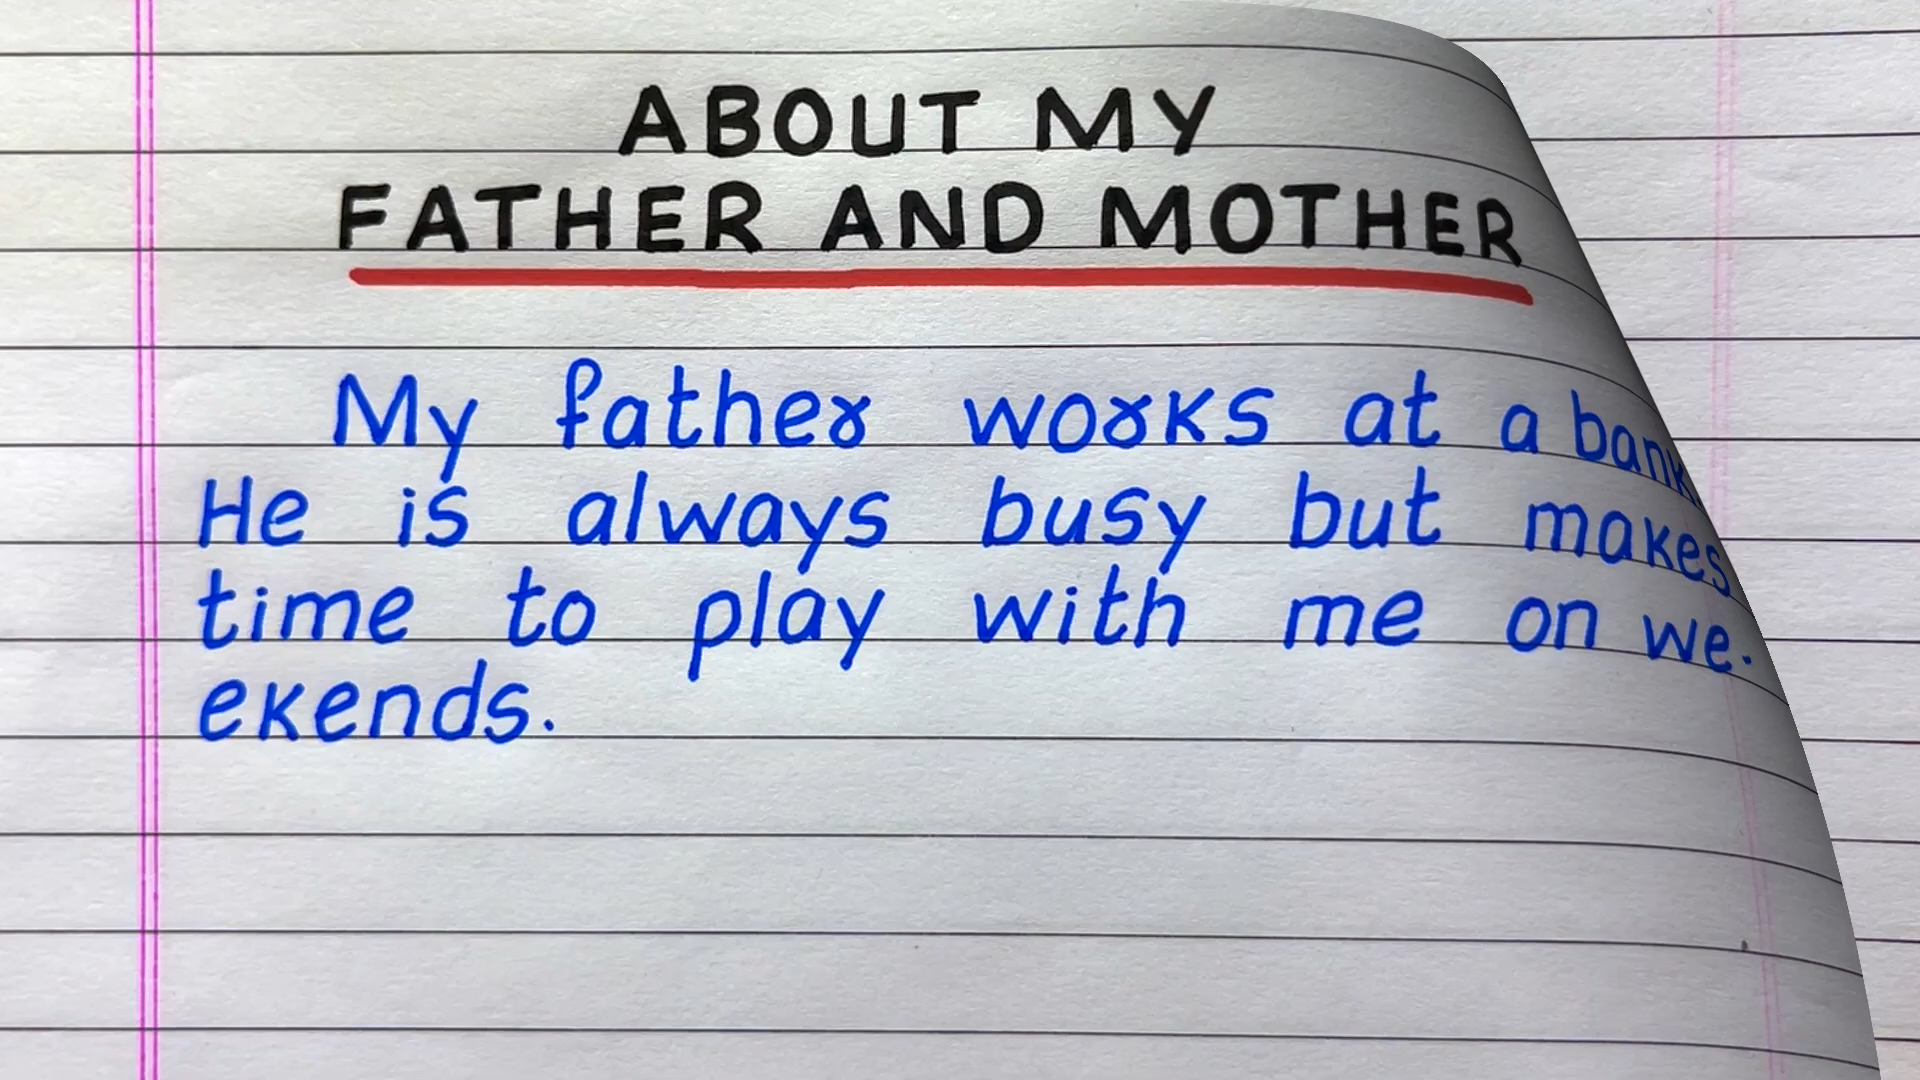 ABOUT MY
FATHER AND MOTHER
My father works at a bank.
He is always busy but makes
time to play with me on we-
ekends.